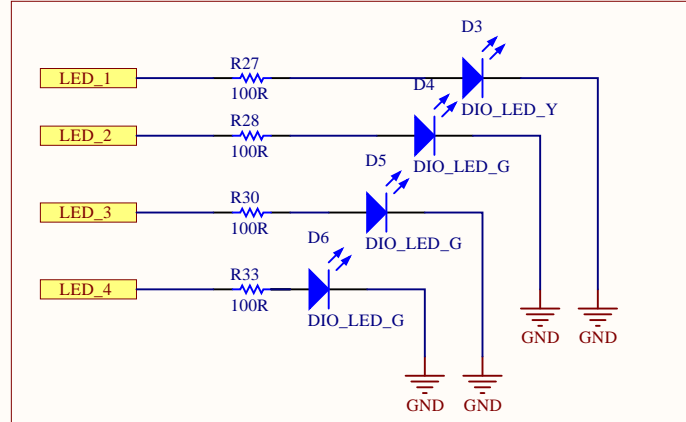 D3
R27
LED_1
100R
D4
DIO_LED_Y
R28
LED_2
100R
D5
DIO_LED_G
R30
LED_3
100R
D6
DIO_LED_G
R33
LED_4
100R
DIO_LED_G
GND
GND
GND
GND